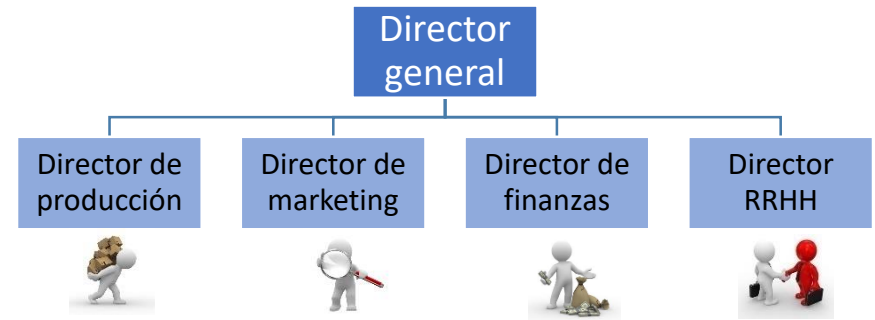 Director
general
Director de
producción
Director de
marketing
Director de
finanzas
Director
RRHH